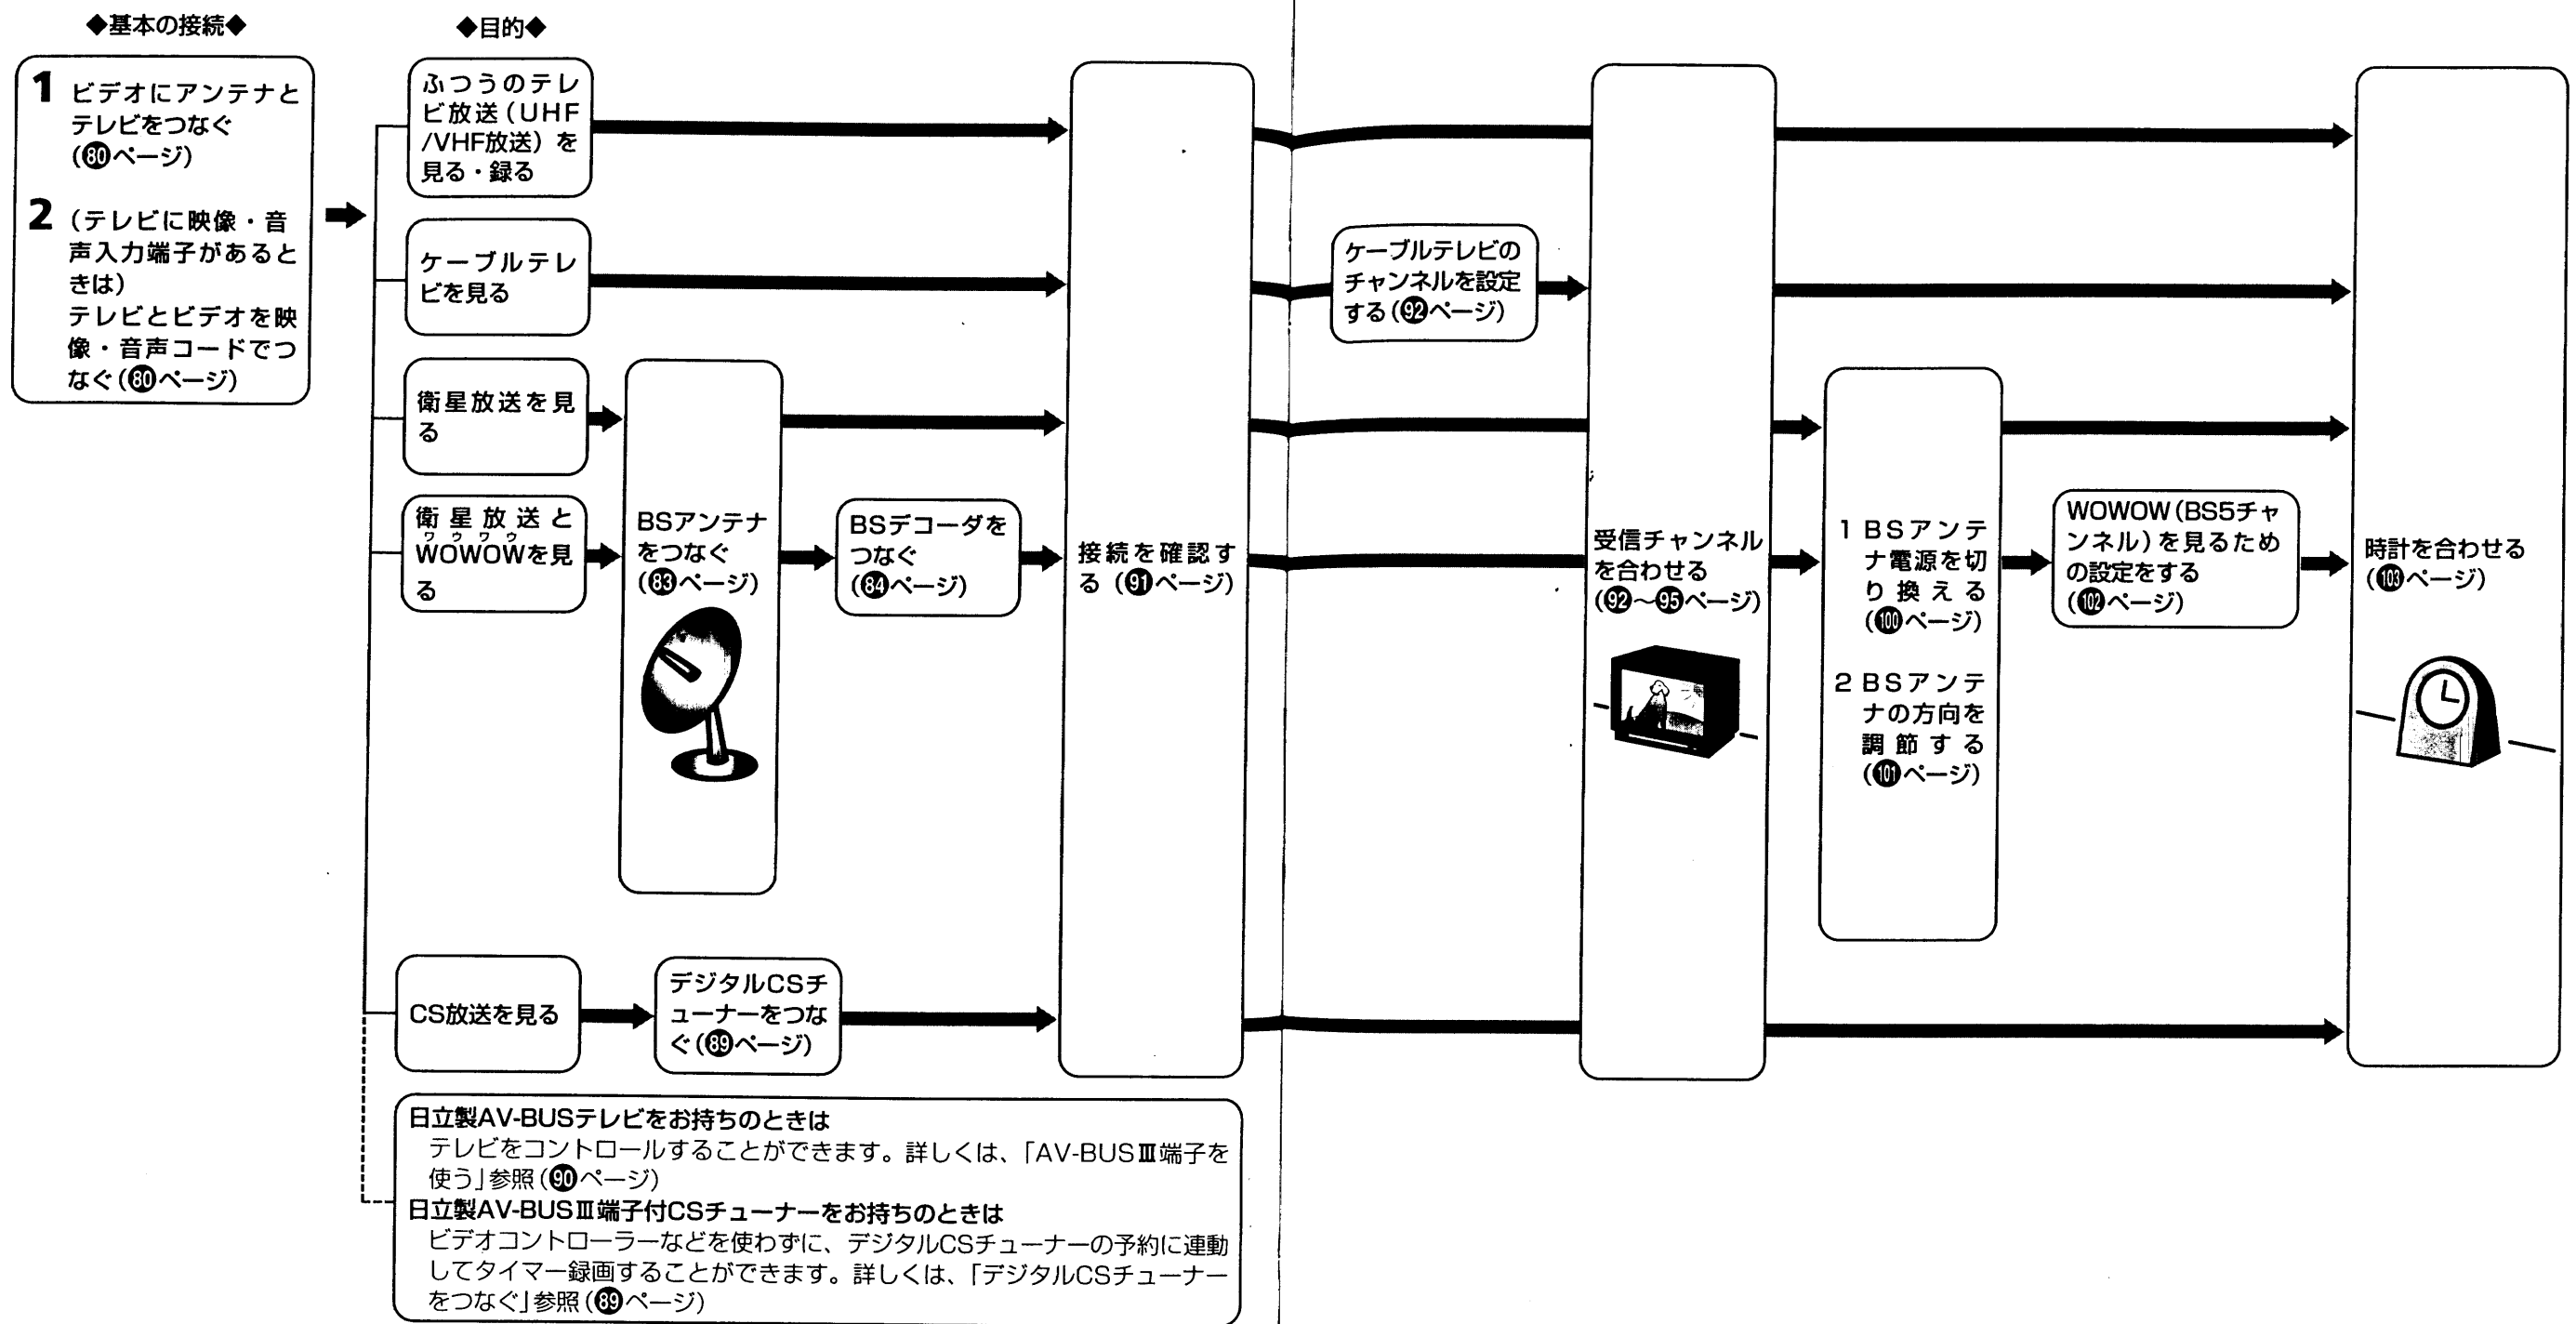 ◆基本の接続◆
1 ビデオにアンテナと
テレビをつなぐ
(80ページ)
2 (テレビに映像・音
声入力端子があるとき
きは)
テレビとビデオを映
像・音声コードでつ
なぐ(80ページ)
◆目的◆
ふつうのテレ
ビ放送(UHF
/VHF放送)を
見る・録る
ケーブルテレ
ビを見る
衛星放送を見
る
衛星放送と
ワウワウ
WOWOWを見
る
CS放送を見る
BSアンテナ
をつなぐ
(83ページ)
BSデコーダを
つなぐ
(84ページ)
デジタルCSチ
ューナーをつな
ぐ(89ページ)
接続を確認す
る(91ページ)
ケーブルテレビの
チャンネルを設定
する(92ページ)
受信チャンネル
を合わせる
(92～95ページ)
1 BSアンテ
ナ電源を切
り換える
(100ページ)
2 BSアンテ
ナの方向を
調節する
(101ページ)
WOWOW(BS5チャ
ンネル)を見るため
の設定をする
(102ページ)
時計を合わせる
(103ページ)
日立製AV-BUSテレビをお持ちのときは
テレビをコントロールすることができます。詳しくは、「AV-BUSⅢ端子を
使う」参照(90ページ)
日立製AV-BUSⅢ端子付CSチューナーをお持ちのときは
ビデオコントローラーなどを使わずに、デジタルCSチューナーの予約に連動
してタイマー録画することができます。詳しくは、「デジタルCSチューナー
をつなぐ」参照(89ページ)